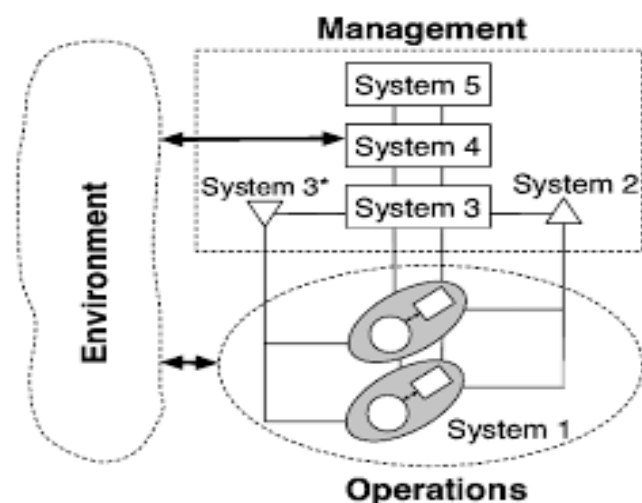 Management
System 5
System 4
System 3*
System 3
System 2
Environment
System 1
Operations